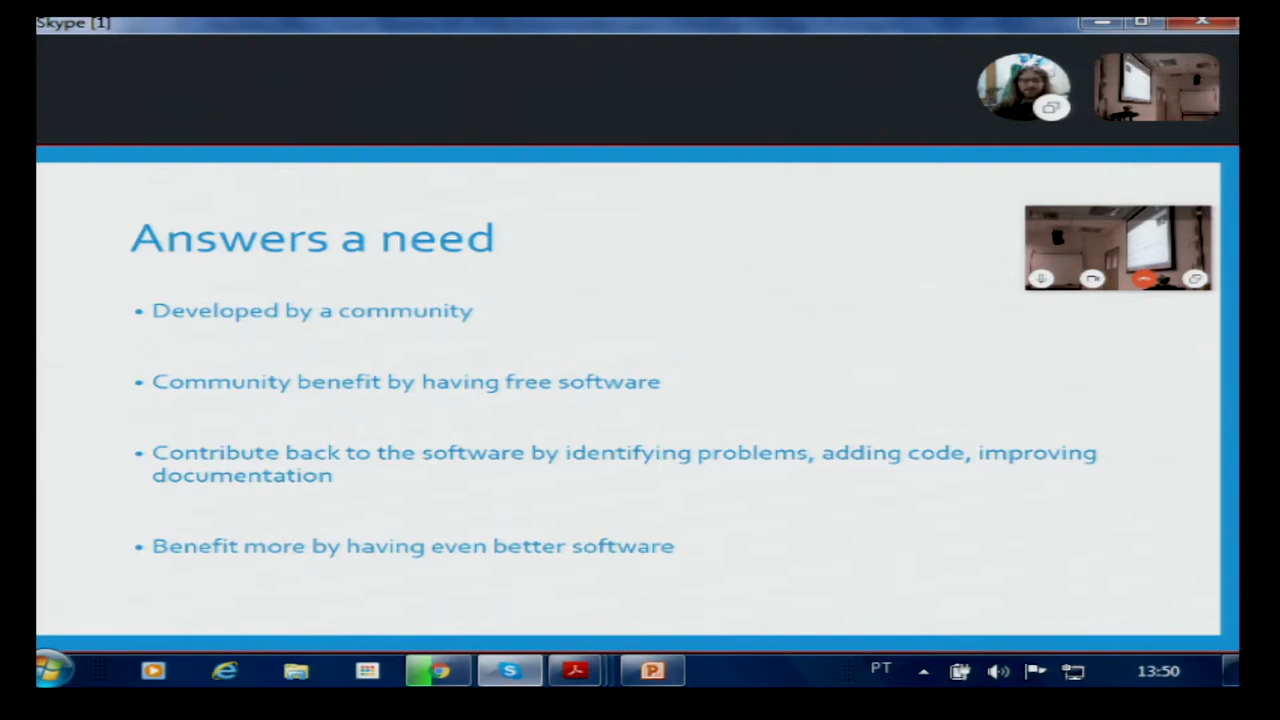 Skype [1]
Answers a need
• Developed by a community
• Community benefit by having free software
• Contribute back to the software by identifying problems, adding code, improving
documentation
• Benefit more by having even better software
PT
13:50